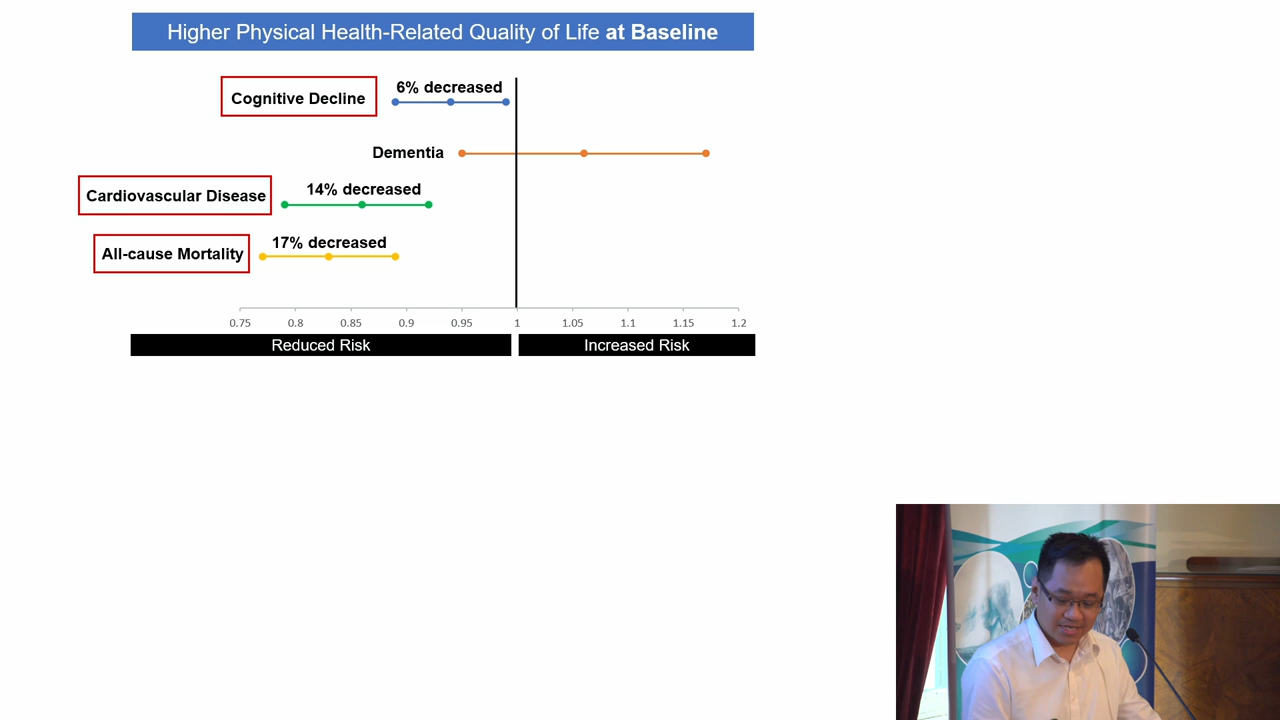 Higher Physical Health-Related Quality of Life at Baseline
Cognitive Decline
6% decreased
Dementia
Cardiovascular Disease
14% decreased
All-cause Mortality
17% decreased
0.75 0.8 0.85 0.9 0.95 1 1.05 1.1 1.15 1.2
Reduced Risk
Increased Risk